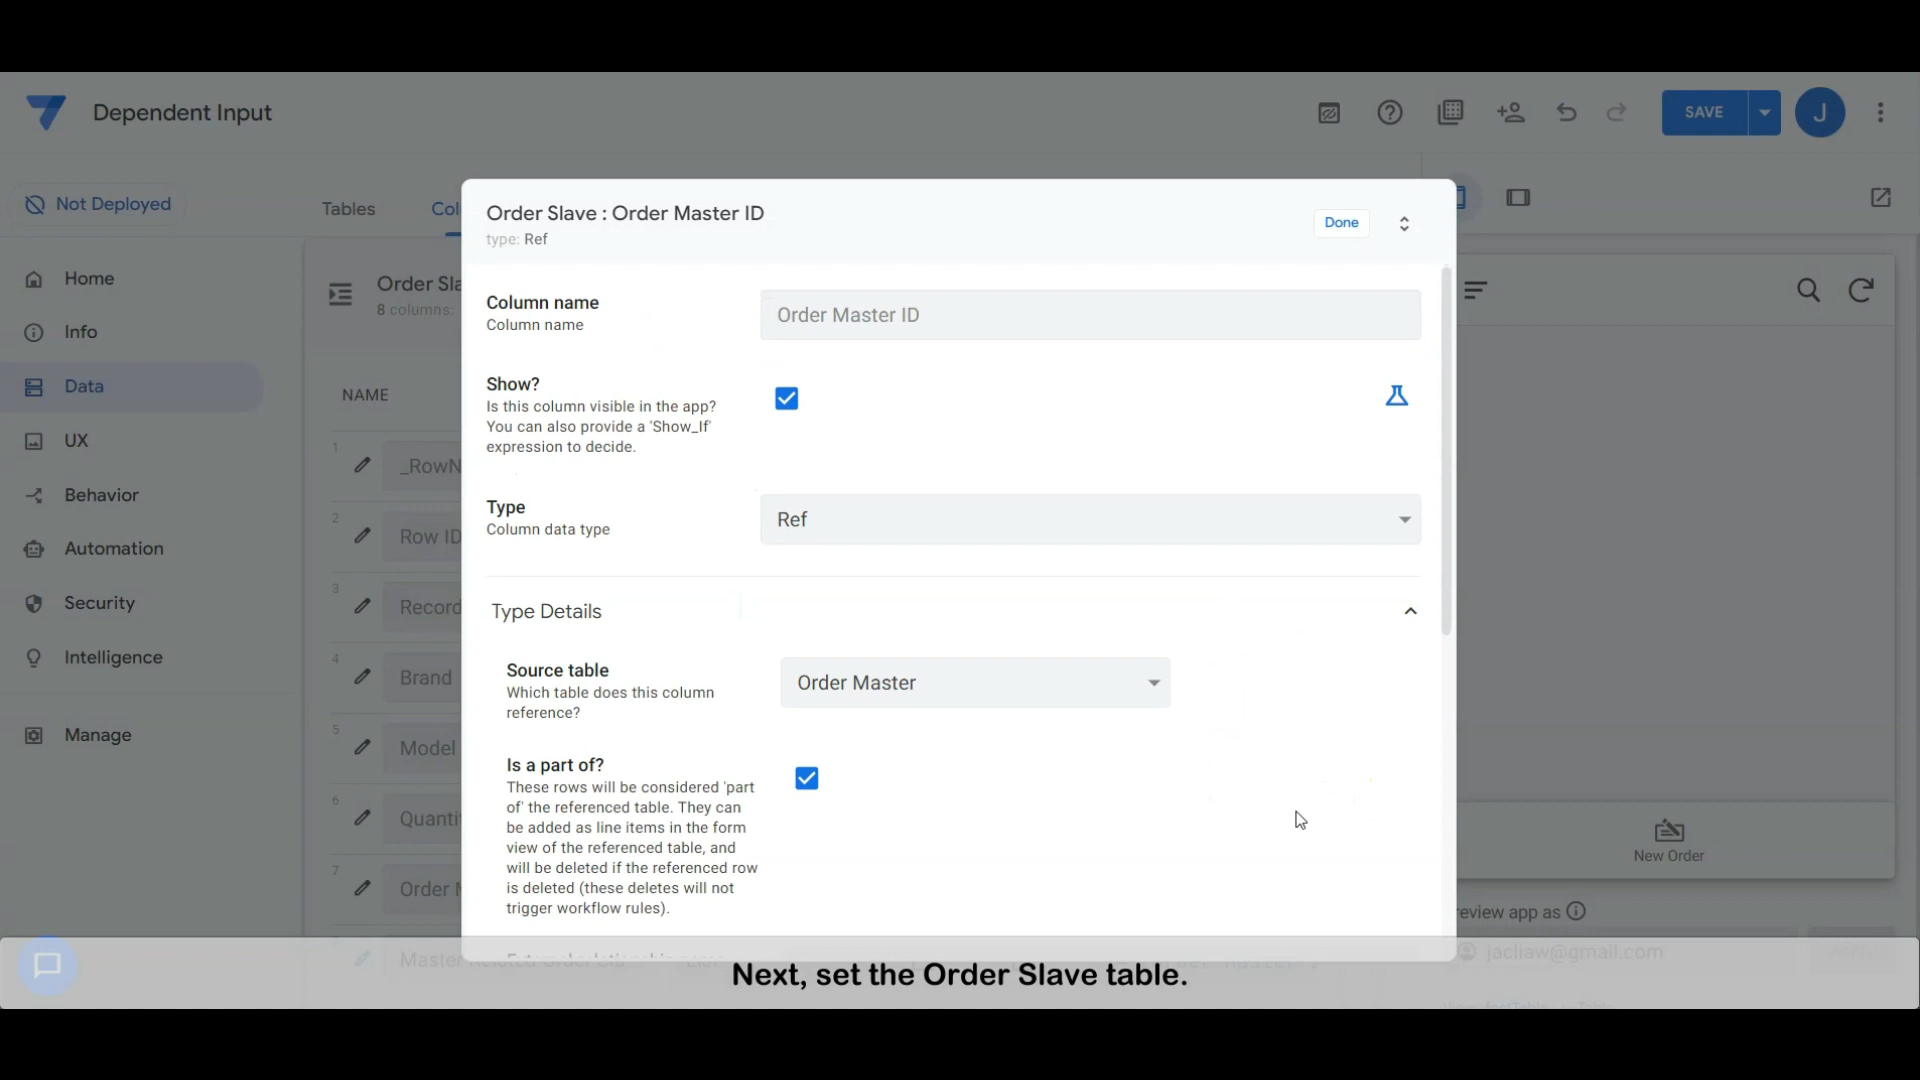 Dependent Input
SAVE
J
Not Deployed
Tables
Col
Home
Info
Data
UX
Behavior
Automation
Security
Intelligence
Manage
Order Sla
8 columns:
NAME
1
_RowN
2
Row ID
3
Record
4
Brand
5
Model
6
Quanti
7
Order M
Order Slave : Order Master ID
type: Ref
Done
Column name
Column name
Order Master ID
Show?
Is this column visible in the app?
You can also provide a 'Show_If'
expression to decide.
Type
Column data type
Ref
Type Details
Source table
Which table does this column
reference?
Order Master
Is a part of?
These rows will be considered 'part
of' the referenced table. They can
be added as line items in the form
view of the referenced table, and
will be deleted if the referenced row
is deleted (these deletes will not
trigger workflow rules).
New Order
review app as
jacliaw@gmail.com
Next, set the Order Slave table.